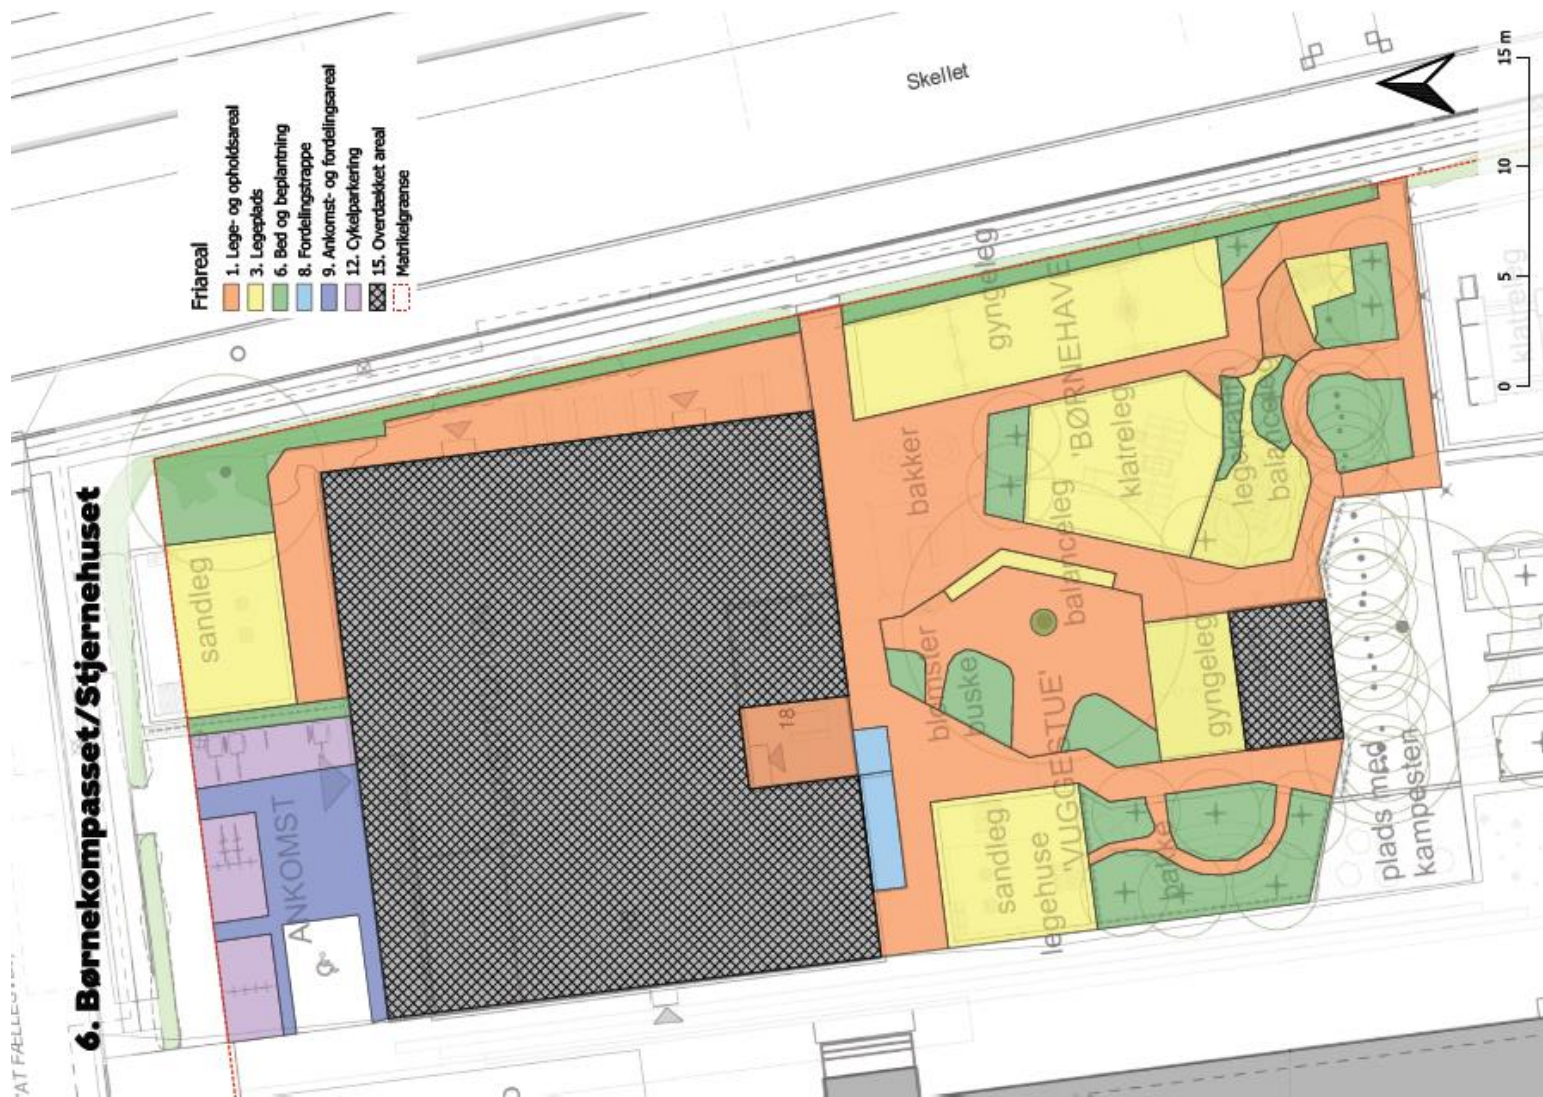 6. Børnekompasset/Stjernehuset
Friareal
1. Lege- og opholdsareal
3. Legeplads
6. Bed og beplantning
8. Fordelingstrappe
9. Ankomst- og fordelingsareal
12. Cykelparkering
15. Overdækket areal
Matrikelgrænse
Skellet
0 5 10 15 m
sandleg
ANKOMST
18
bakker
gyngeleg
'BØRNEHAVE'
klatreleg
balanceleg
blomster
buske
gyngeleg
'VUGGESTUE'
sandleg
legehuse
bakke
plads med
kampesten
klatreleg